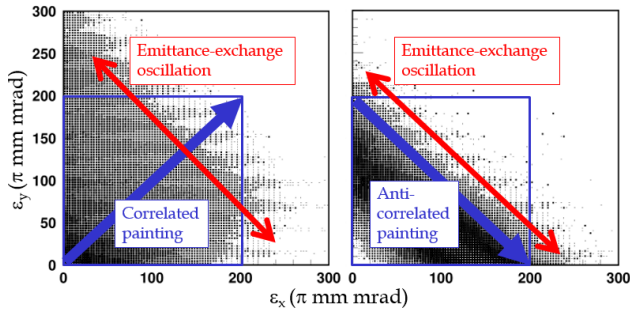 Emittance-exchange
oscillation
Correlated
painting
Emittance-exchange
oscillation
Anti-
correlated
painting
300
250
200
150
100
50
0
0 100 200 300
0 100 200 300
εy (π mm mrad)
εx (π mm mrad)